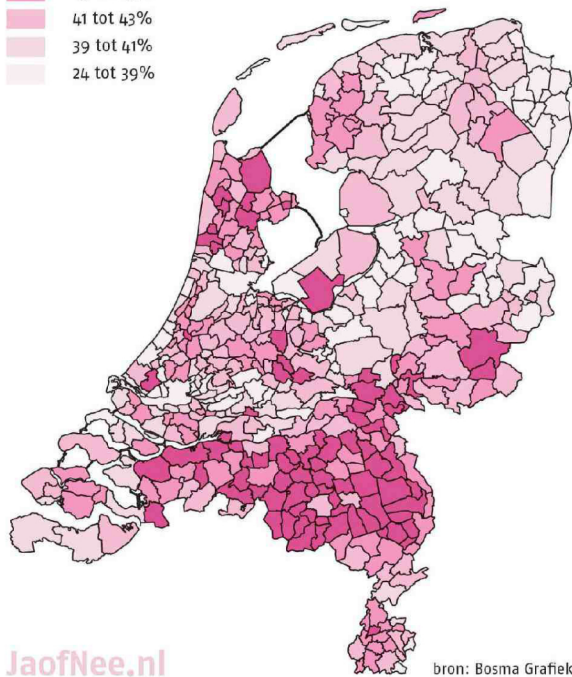 41 tot 43%
39 tot 41%
24 tot 39%
JaofNee.nl
bron: Bosma Grafiek